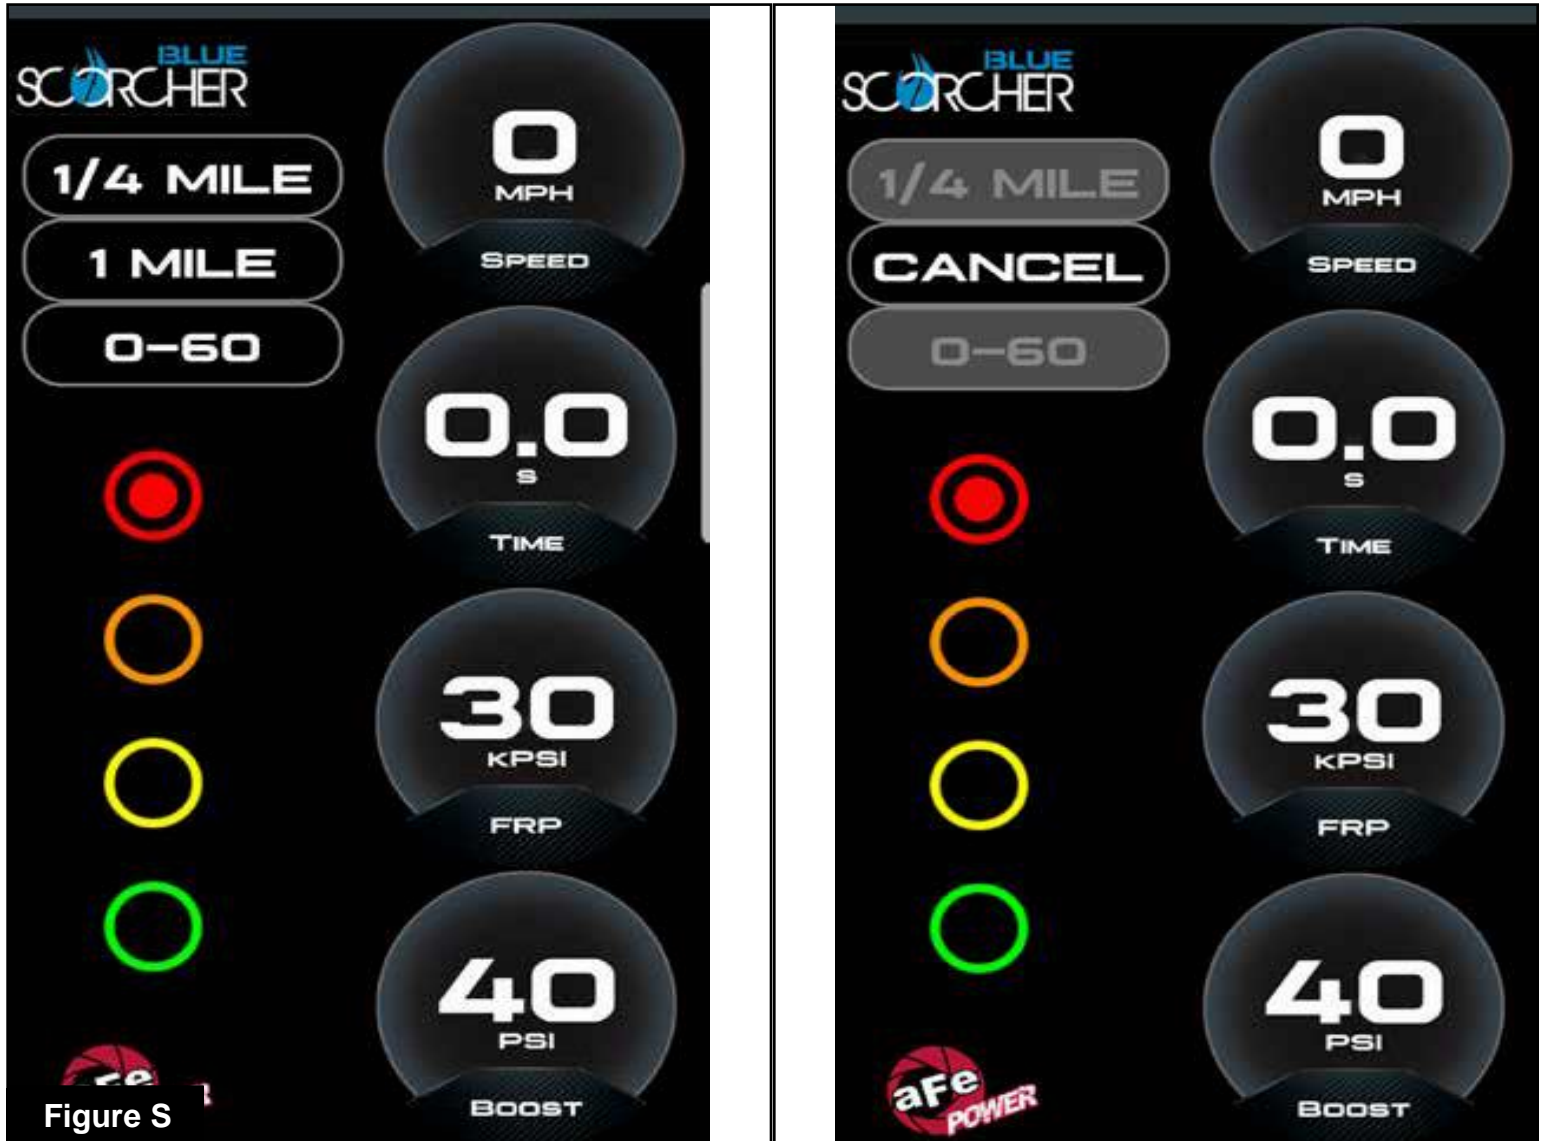 BLUE
SCORCHER
1/4 MILE
1 MILE
0-60
0
MPH
SPEED
0.0
S
TIME
30
KPSI
FRP
40
PSI
BOOST
aFe
Figure S
BLUE
SCORCHER
1/4 MILE
CANCEL
0-60
0
MPH
SPEED
0.0
S
TIME
30
KPSI
FRP
40
PSI
BOOST
aFe
POWER